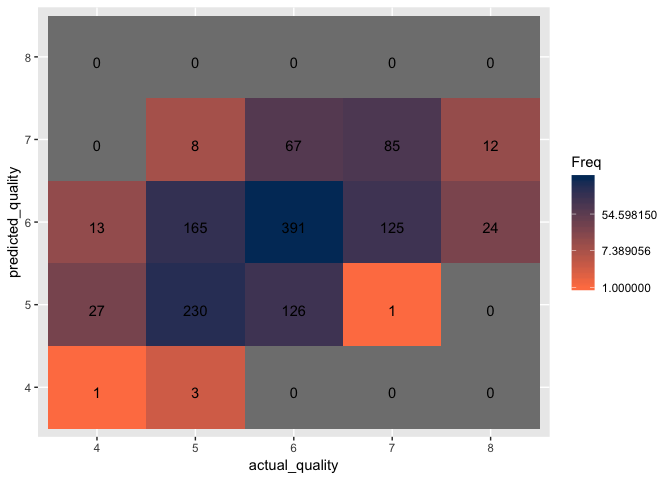 8 0 0 0 0 0
7 0 8 67 85 12
6 13 165 391 125 24
5 27 230 126 1 0
4 1 3 0 0 0
4 5 6 7 8
actual_quality
predicted_quality
Freq
54.598150
7.389056
1.000000